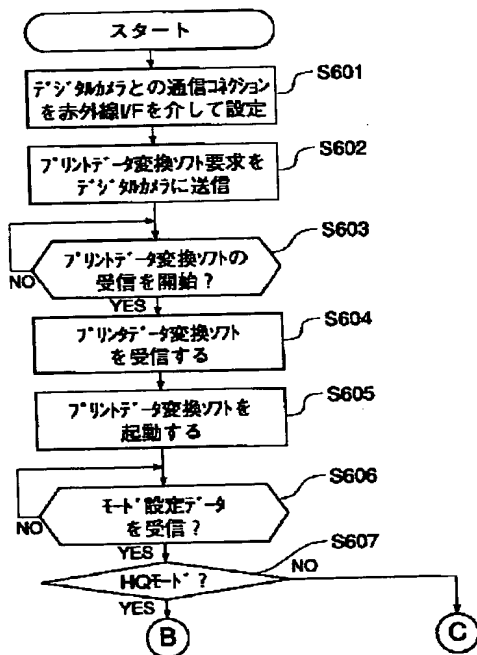 スタート
デジタルカメラとの通信コネクション
を赤外線I/Fを介して設定
S601
プリントデータ変換ソフト要求を
デジタルカメラに送信
S602
プリントデータ変換ソフトの
受信を開始?
S603
NO
YES
プリンタデータ変換ソフト
を受信する
S604
プリントデータ変換ソフトを
起動する
S605
モード設定データ
を受信?
S606
NO
YES
HQモード?
S607
NO
YES
B
C